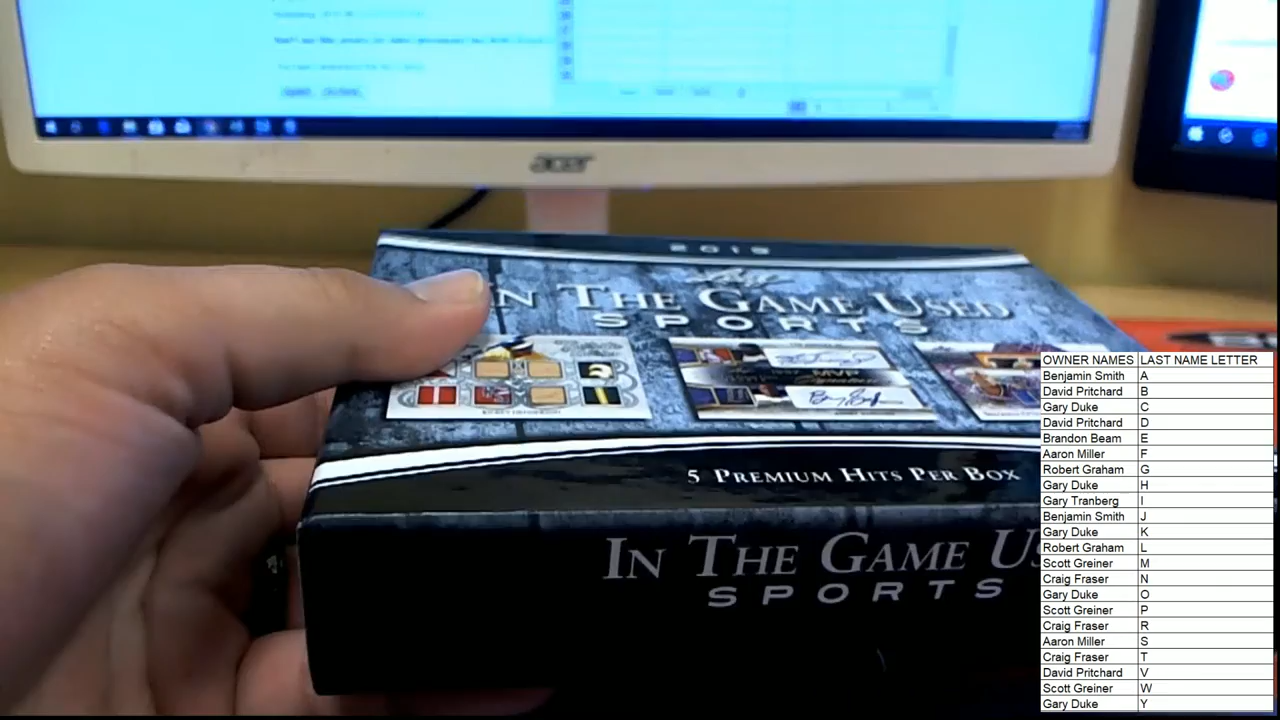 acer
2019
Leaf
IN THE GAME USED
SPORTS
MVP
5 PREMIUM HITS PER BOX
IN THE GAME US
SPORTS
OWNER NAMES LAST NAME LETTER
Benjamin Smith A
David Pritchard B
Gary Duke C
David Pritchard D
Brandon Beam E
Aaron Miller F
Robert Graham G
Gary Duke H
Gary Tranberg I
Benjamin Smith J
Gary Duke K
Robert Graham L
Scott Greiner M
Craig Fraser N
Gary Duke O
Scott Greiner P
Craig Fraser R
Aaron Miller S
Craig Fraser T
David Pritchard V
Scott Greiner W
Gary Duke Y